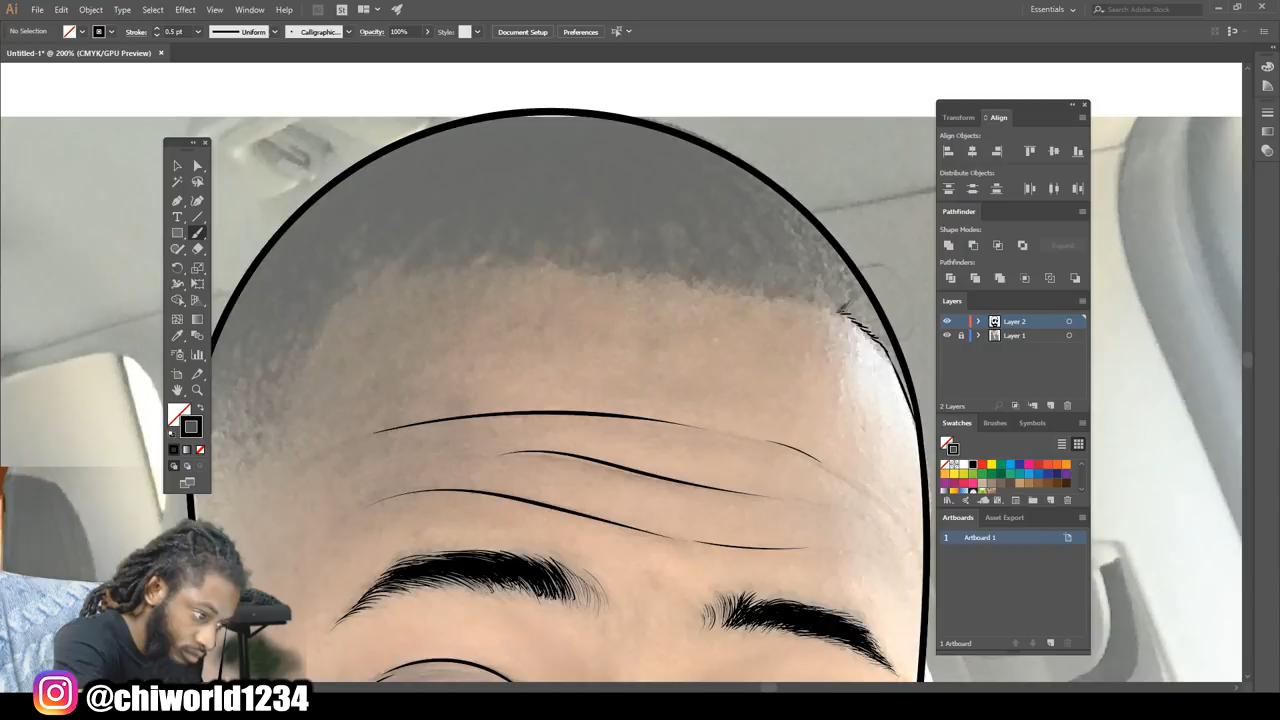 Ai File Edit Object Type Select Effect View Window Help Br St Essentials Search Adobe Stock
No Selection Stroke: 0.5 pt Uniform Calligraphic... Opacity: 100% Style: Document Setup Preferences
Untitled-1* @ 200% (CMYK/GPU Preview) ×
Transform Align
Align Objects:
Distribute Objects:
Pathfinder
Shape Modes:
Expand
Pathfinders:
Layers
Layer 2
Layer 1
2 Layers
Swatches Brushes Symbols
Artboards Asset Export
1 Artboard 1
1 Artboard
@chiworld1234